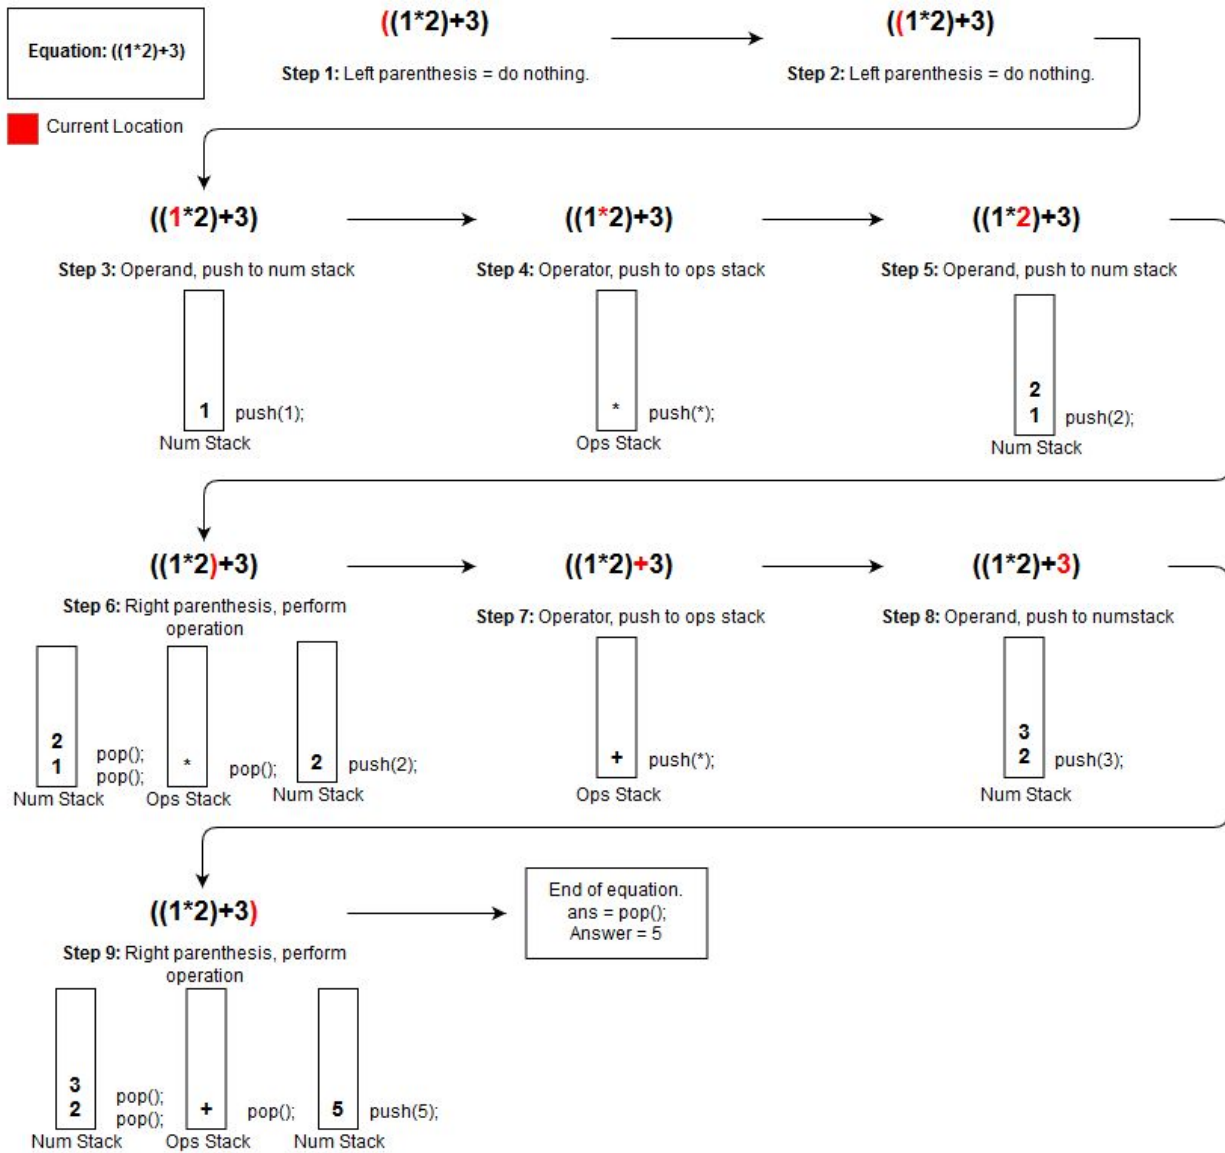 Equation: ((1*2)+3)
Current Location
((1*2)+3)
Step 1: Left parenthesis = do nothing.
((1*2)+3)
Step 2: Left parenthesis = do nothing.
((1*2)+3)
Step 3: Operand, push to num stack
1
push(1);
Num Stack
((1*2)+3)
Step 4: Operator, push to ops stack
*
push(*);
Ops Stack
((1*2)+3)
Step 5: Operand, push to num stack
2
1
push(2);
Num Stack
((1*2)+3)
Step 6: Right parenthesis, perform
operation
2
1
pop();
pop();
Num Stack
*
pop();
Ops Stack
2
push(2);
Num Stack
((1*2)+3)
Step 7: Operator, push to ops stack
+
push(*);
Ops Stack
((1*2)+3)
Step 8: Operand, push to numstack
3
2
push(3);
Num Stack
((1*2)+3)
Step 9: Right parenthesis, perform
operation
3
2
pop();
pop();
Num Stack
+
pop();
Ops Stack
5
push(5);
Num Stack
End of equation.
ans = pop();
Answer = 5